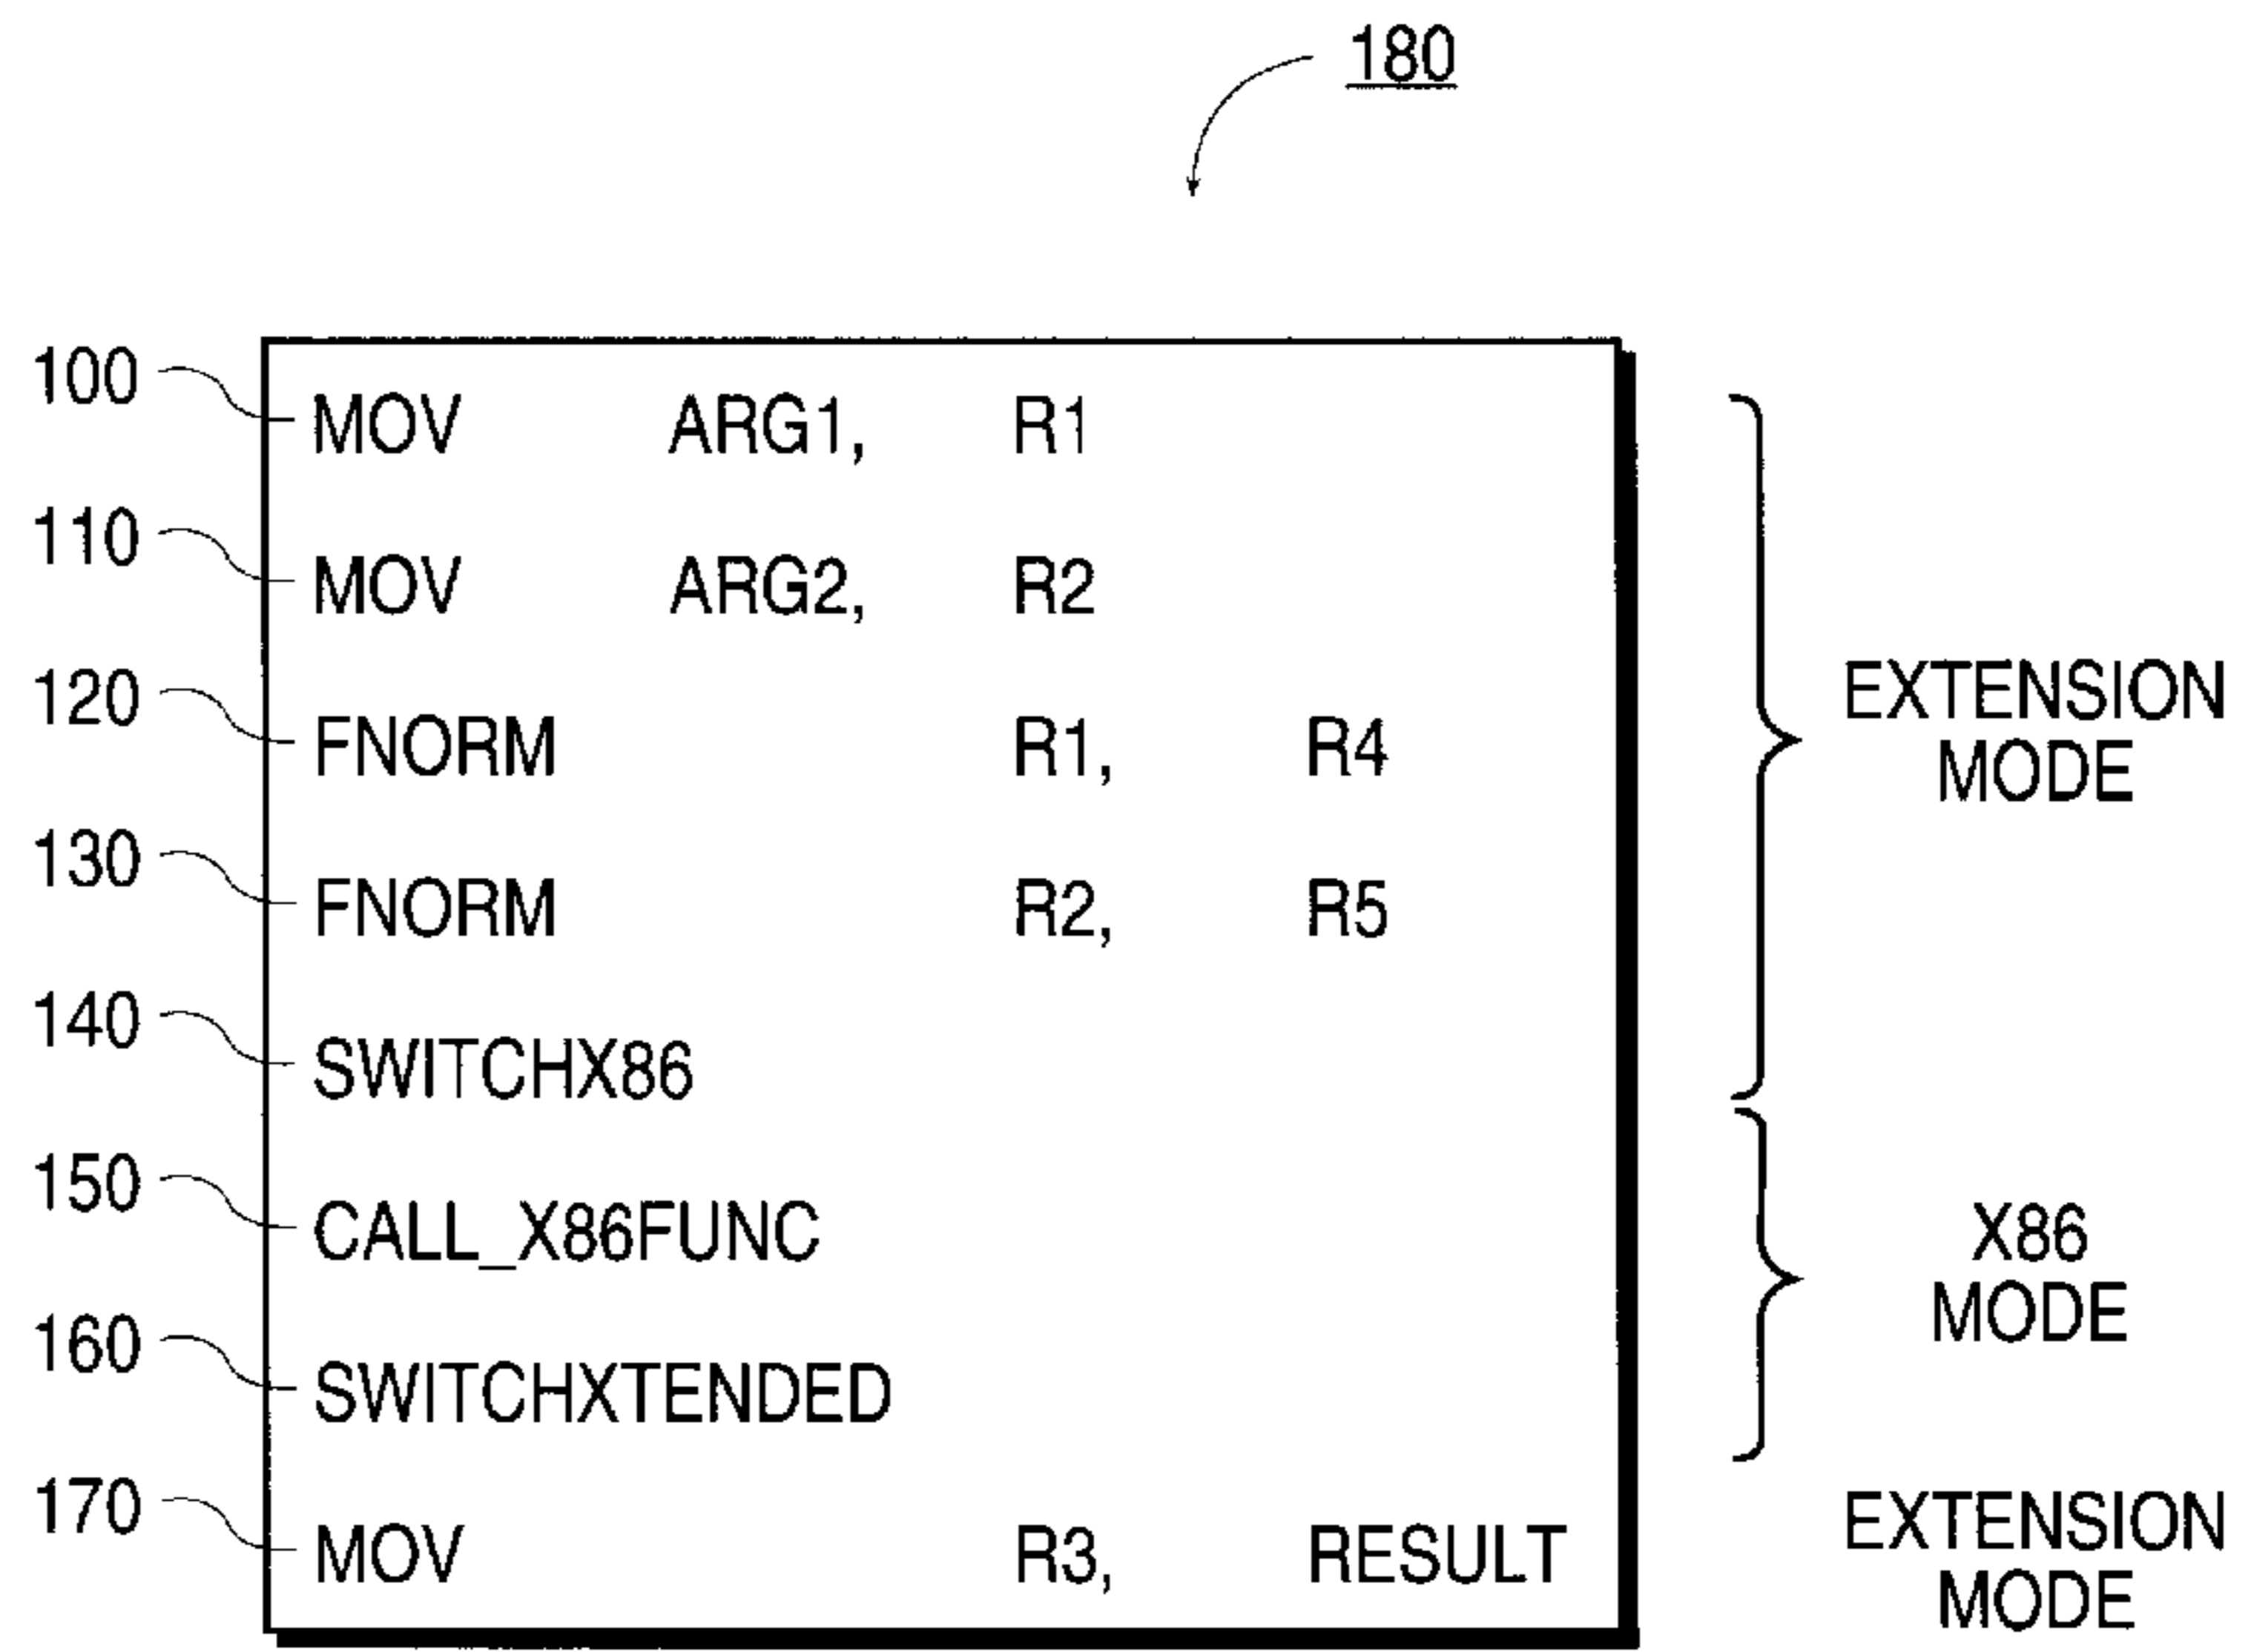 180
100 MOV ARG1, R1
110 MOV ARG2, R2
120 FNORM R1, R4
130 FNORM R2, R5
EXTENSION
MODE
140 SWITCHX86
150 CALL_X86FUNC
X86
MODE
160 SWITCHXTENDED
170 MOV R3, RESULT
EXTENSION
MODE